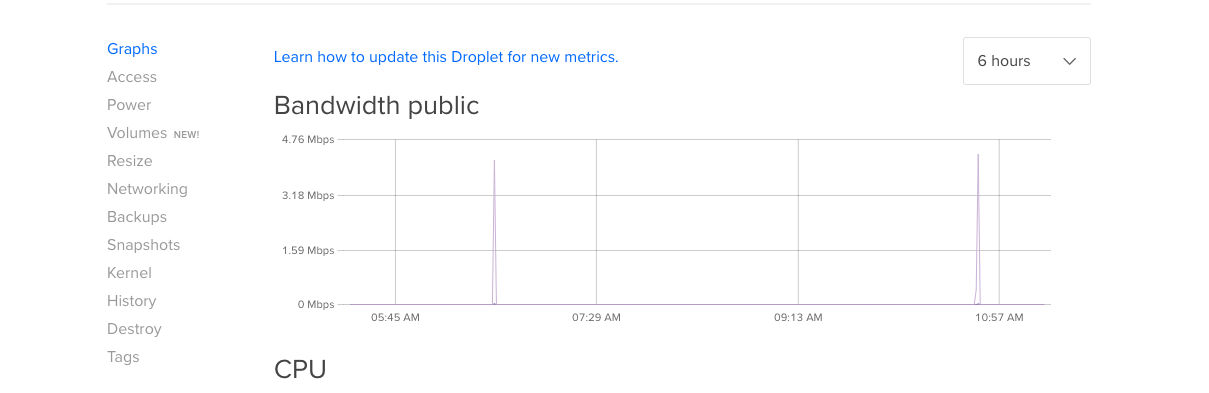 Graphs
Access
Power
Volumes NEW!
Resize
Networking
Backups
Snapshots
Kernel
History
Destroy
Tags
Learn how to update this Droplet for new metrics.
6 hours
Bandwidth public
4.76 Mbps
3.18 Mbps
1.59 Mbps
0 Mbps
05:45 AM 07:29 AM 09:13 AM 10:57 AM
CPU